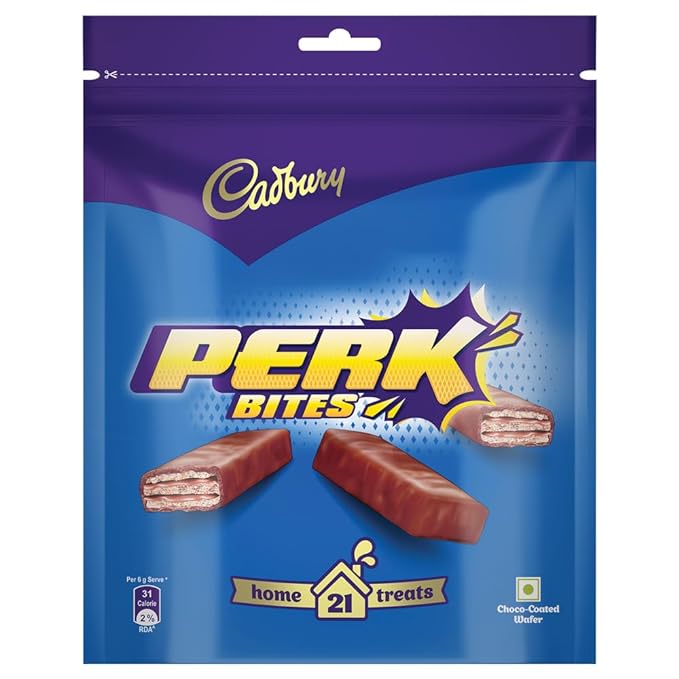 Cadbury
PERK
BITES
Per 6 g Serve*
31
Calorie
2%
RDA*
home 21 treats
Choco-Coated
Wafer